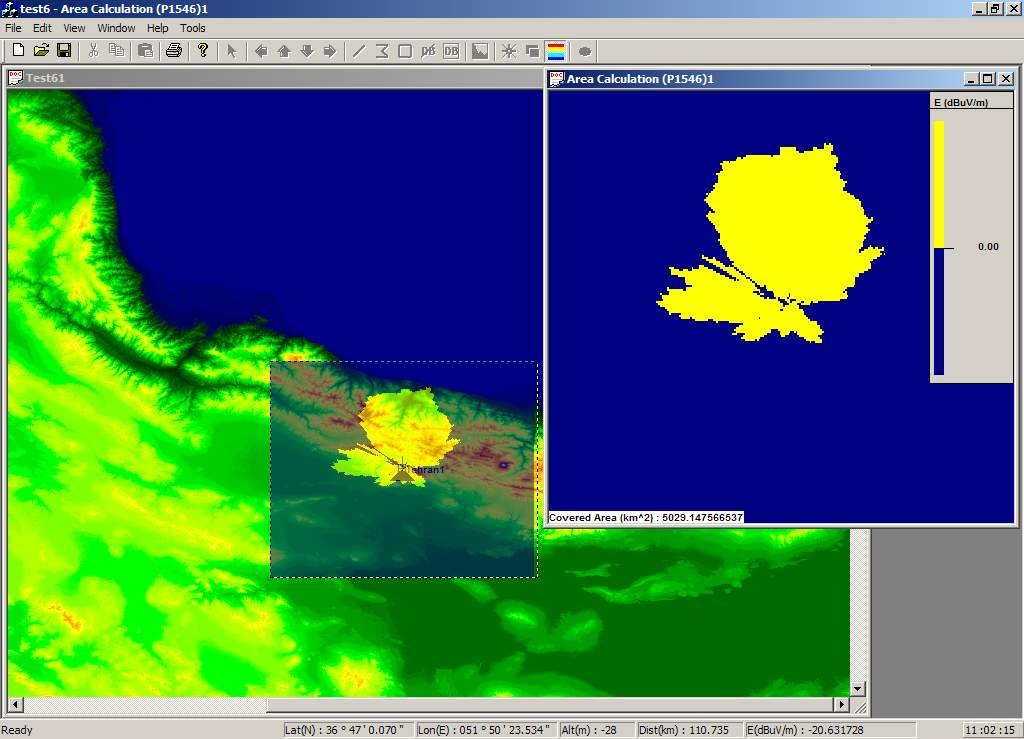 test6 - Area Calculation (P1546)1
File Edit View Window Help Tools
Test61
Area Calculation (P1546)1
E (dBuV/m)
0.00
Covered Area (km^2) : 5029.147566537
Tehran1
Ready
Lat(N) : 36 ° 47' 0.070 "
Lon(E) : 051 ° 50' 23.534 "
Alt(m) : -28
Dist(km) : 110.735
E(dBuV/m) : -20.631728
11:02:15